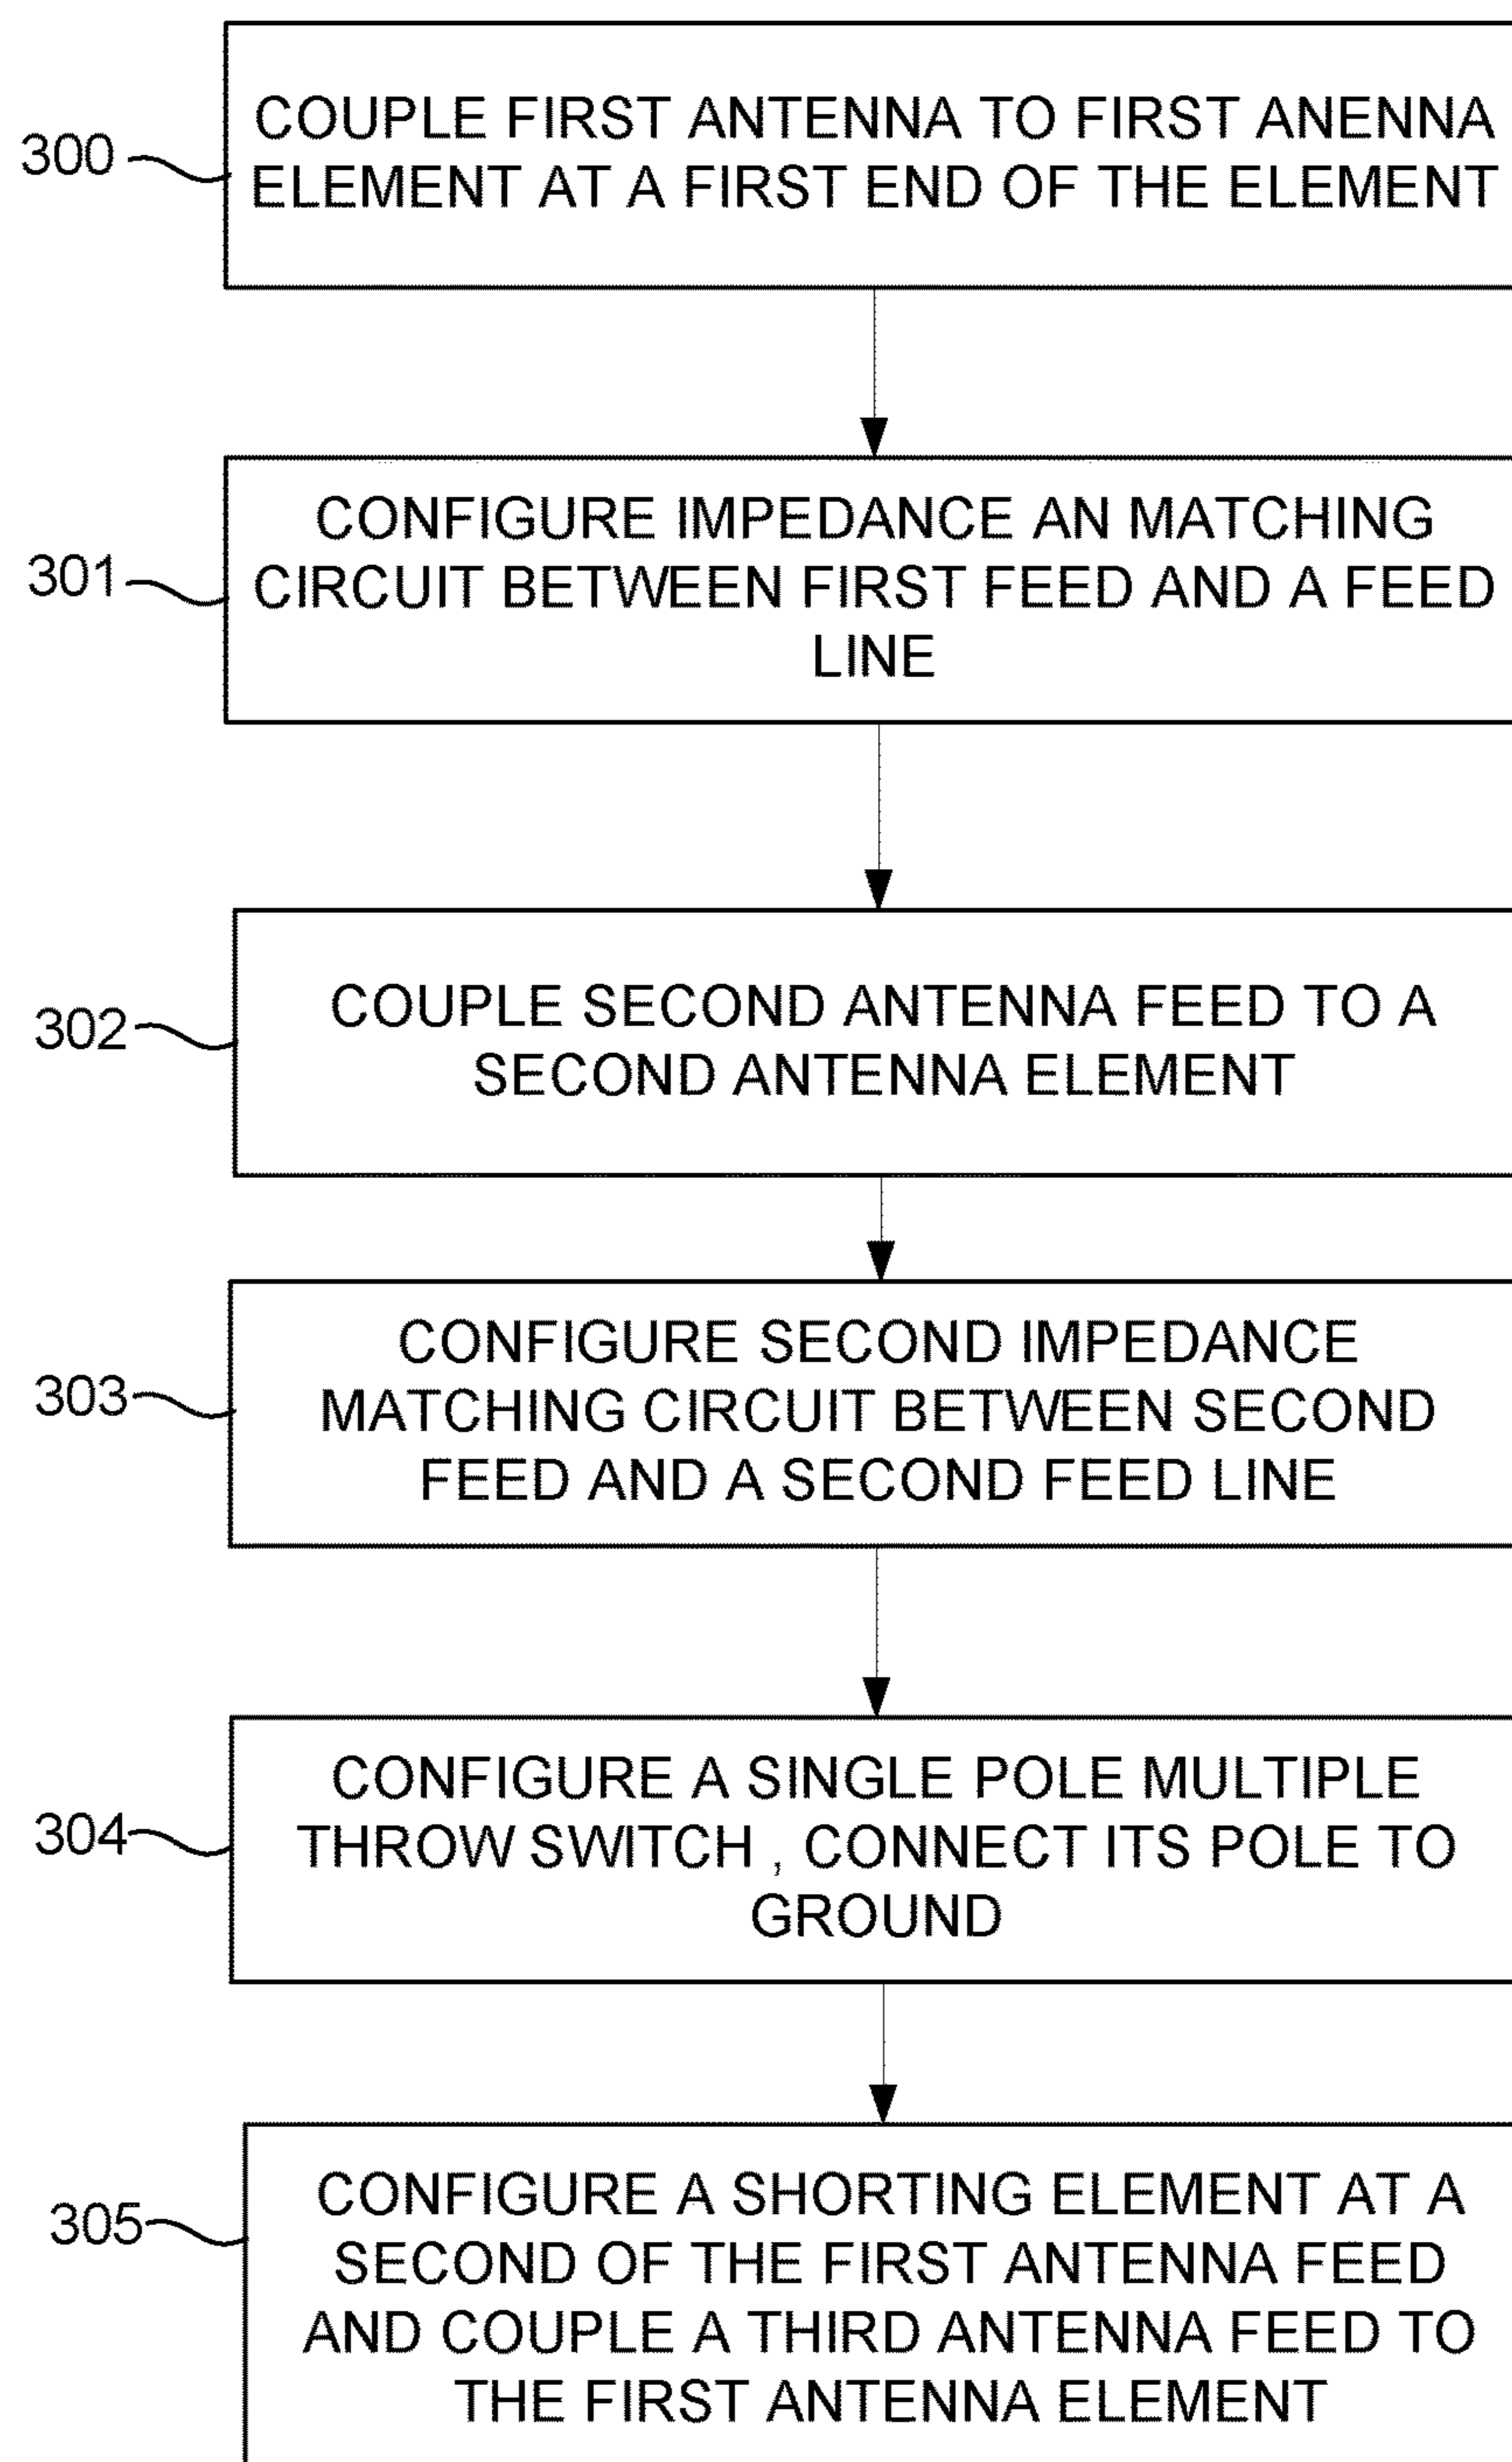 300
COUPLE FIRST ANTENNA TO FIRST ANENNA
ELEMENT AT A FIRST END OF THE ELEMENT
301
CONFIGURE IMPEDANCE AN MATCHING
CIRCUIT BETWEEN FIRST FEED AND A FEED
LINE
302
COUPLE SECOND ANTENNA FEED TO A
SECOND ANTENNA ELEMENT
303
CONFIGURE SECOND IMPEDANCE
MATCHING CIRCUIT BETWEEN SECOND
FEED AND A SECOND FEED LINE
304
CONFIGURE A SINGLE POLE MULTIPLE
THROW SWITCH , CONNECT ITS POLE TO
GROUND
305
CONFIGURE A SHORTING ELEMENT AT A
SECOND OF THE FIRST ANTENNA FEED
AND COUPLE A THIRD ANTENNA FEED TO
THE FIRST ANTENNA ELEMENT